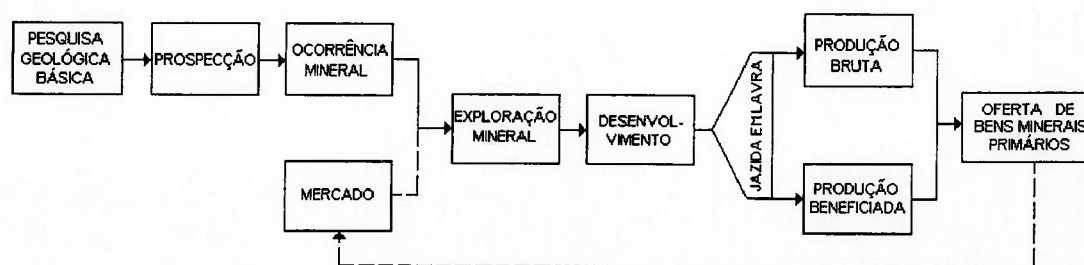 PESQUISA
GEOLÓGICA
BÁSICA
PROSPECÇÃO
OCORRÊNCIA
MINERAL
MERCADO
EXPLORAÇÃO
MINERAL
DESENVOL-
VIMENTO
JAZIDA EM LAVRA
PRODUÇÃO
BRUTA
PRODUÇÃO
BENEFICIADA
OFERTA DE
BENS MINERAIS
PRIMÁRIOS